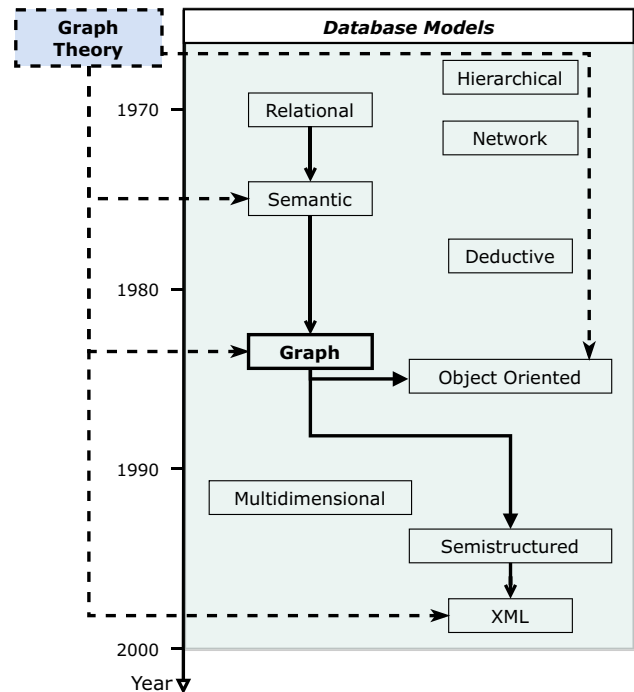 Graph
Theory
Database Models
Hierarchical
1970
Relational
Network
Semantic
Deductive
1980
Graph
Object Oriented
1990
Multidimensional
Semistructured
XML
2000
Year